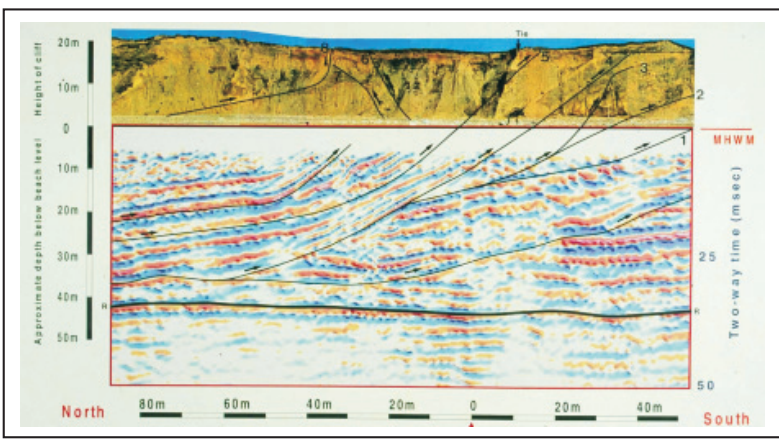 20m
10m
0
10m
20m
30m
40m
50m
Height of cliff
Approximate depth below beach level
Tie
8
6
5
4
3
2
1
12
MHWM
25
50
Two-way time (msec)
R
R
North
80m
60m
40m
20m
0
20m
40m
South